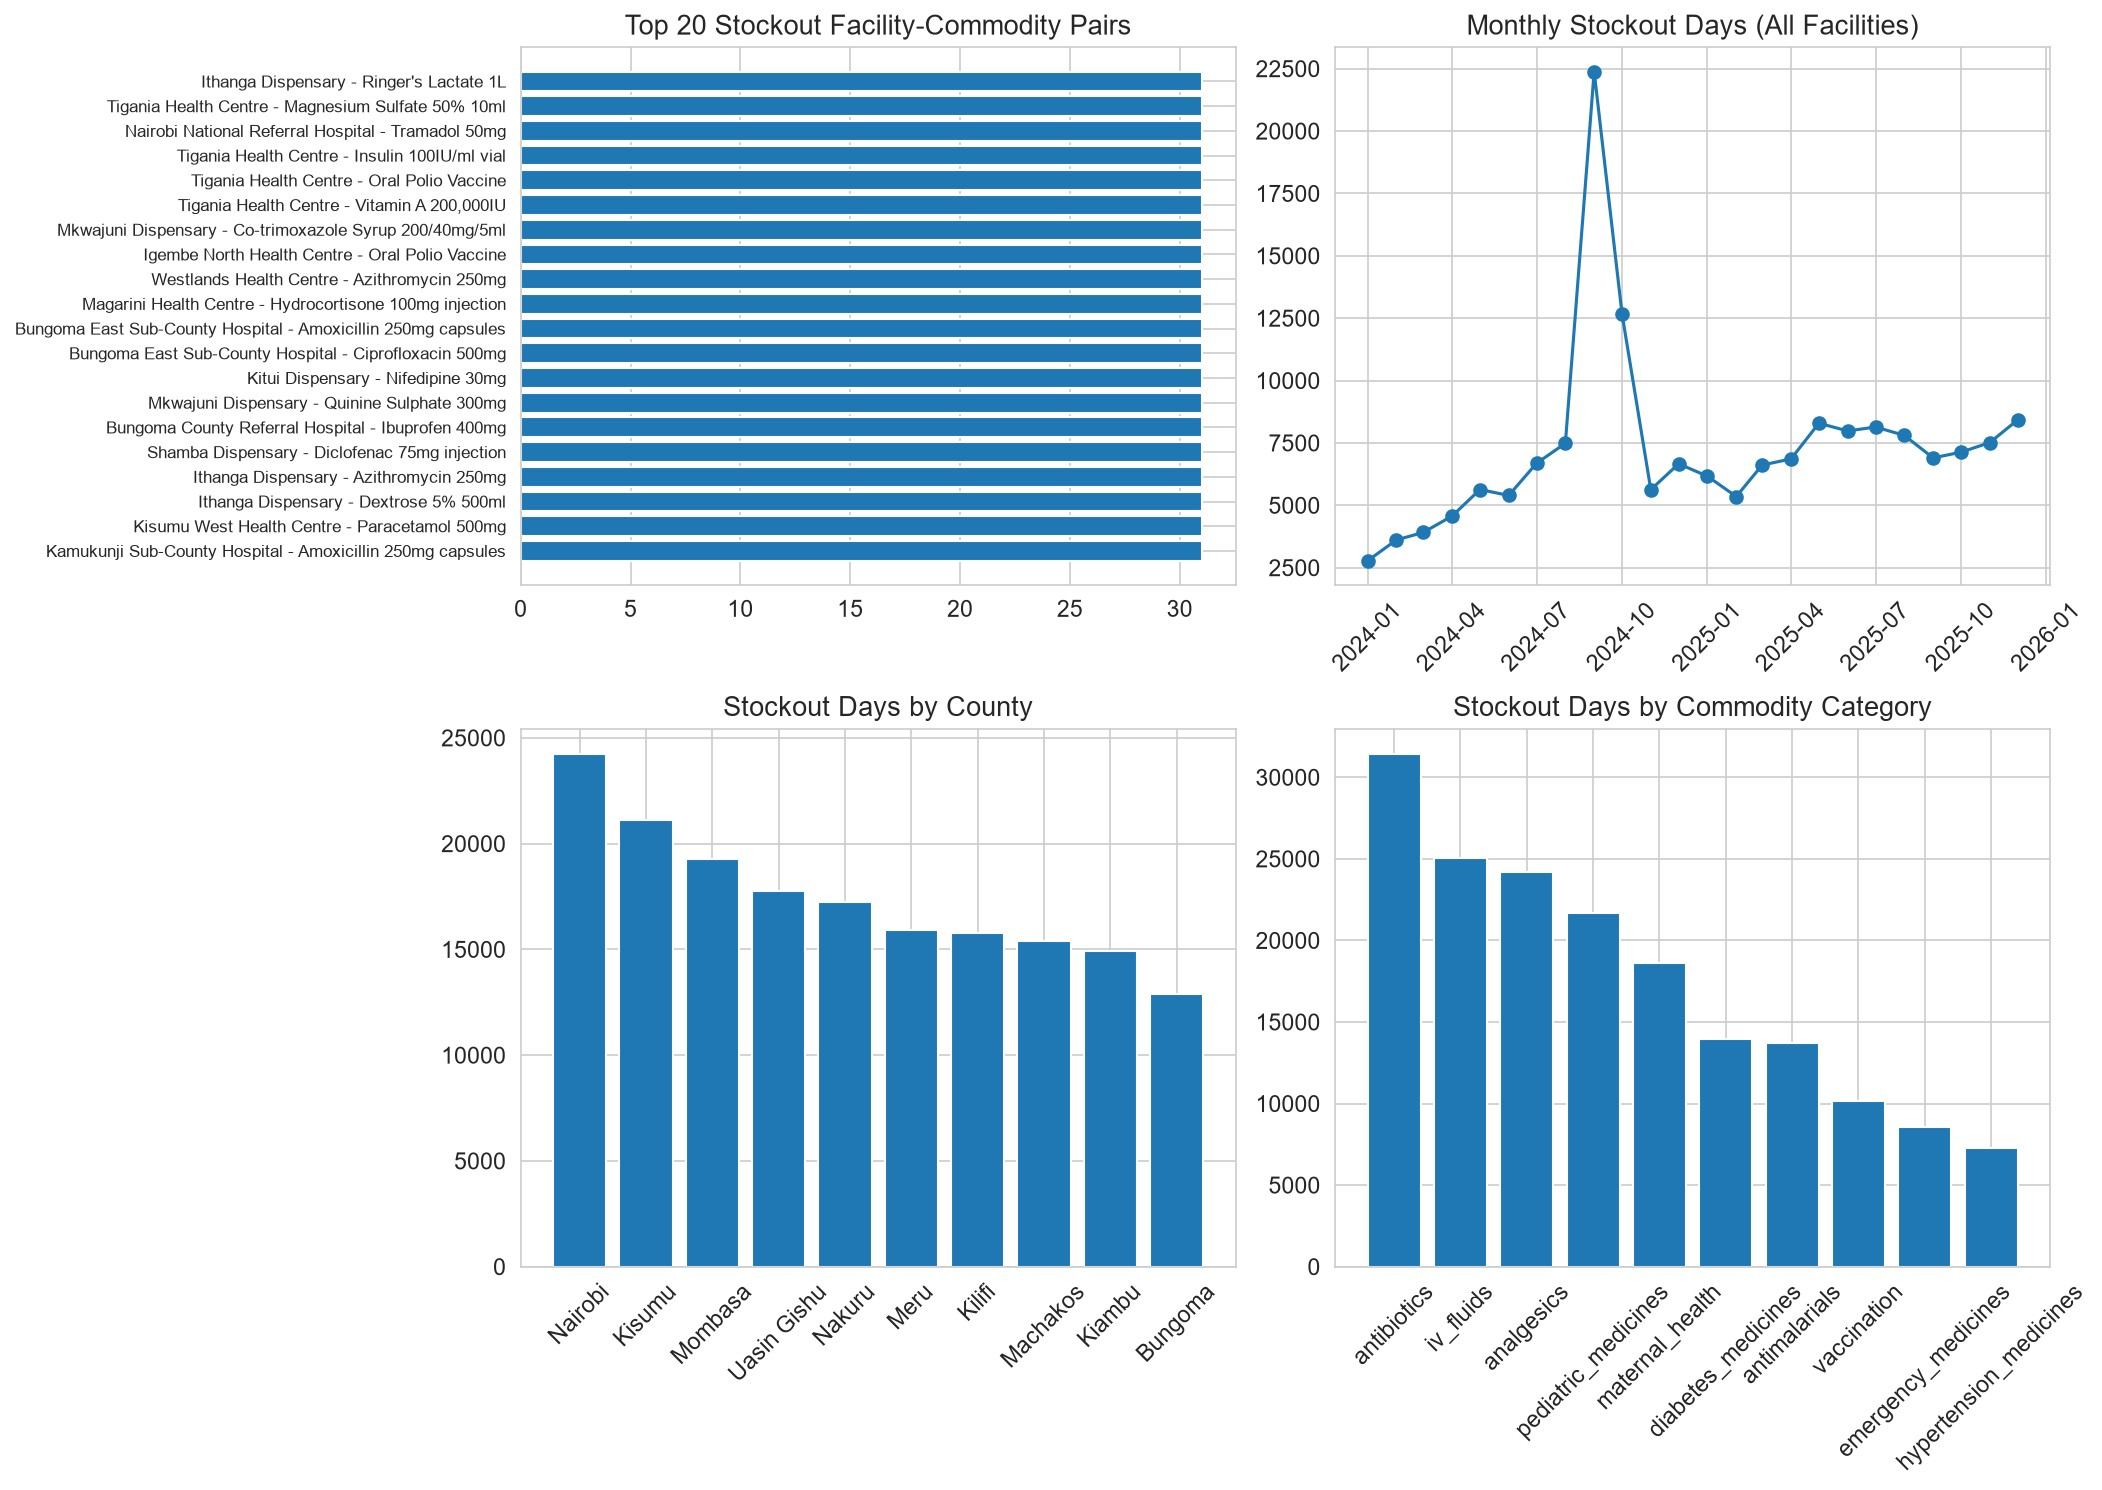 Top 20 Stockout Facility-Commodity Pairs
Ithanga Dispensary - Ringer's Lactate 1L
Tigania Health Centre - Magnesium Sulfate 50% 10ml
Nairobi National Referral Hospital - Tramadol 50mg
Tigania Health Centre - Insulin 100IU/ml vial
Tigania Health Centre - Oral Polio Vaccine
Tigania Health Centre - Vitamin A 200,000IU
Mkwajuni Dispensary - Co-trimoxazole Syrup 200/40mg/5ml
Igembe North Health Centre - Oral Polio Vaccine
Westlands Health Centre - Azithromycin 250mg
Magarini Health Centre - Hydrocortisone 100mg injection
Bungoma East Sub-County Hospital - Amoxicillin 250mg capsules
Bungoma East Sub-County Hospital - Ciprofloxacin 500mg
Kitui Dispensary - Nifedipine 30mg
Mkwajuni Dispensary - Quinine Sulphate 300mg
Bungoma County Referral Hospital - Ibuprofen 400mg
Shamba Dispensary - Diclofenac 75mg injection
Ithanga Dispensary - Azithromycin 250mg
Ithanga Dispensary - Dextrose 5% 500ml
Kisumu West Health Centre - Paracetamol 500mg
Kamukunji Sub-County Hospital - Amoxicillin 250mg capsules
0 5 10 15 20 25 30
Monthly Stockout Days (All Facilities)
22500
20000
17500
15000
12500
10000
7500
5000
2500
2024-01 2024-04 2024-07 2024-10 2025-01 2025-04 2025-07 2025-10 2026-01
Stockout Days by County
25000
20000
15000
10000
5000
0
Nairobi Kisumu Mombasa Uasin Gishu Nakuru Meru Kilifi Machakos Kiambu Bungoma
Stockout Days by Commodity Category
30000
25000
20000
15000
10000
5000
0
antibiotics iv_fluids analgesics pediatric_medicines maternal_health diabetes_medicines antimalarials vaccination emergency_medicines hypertension_medicines